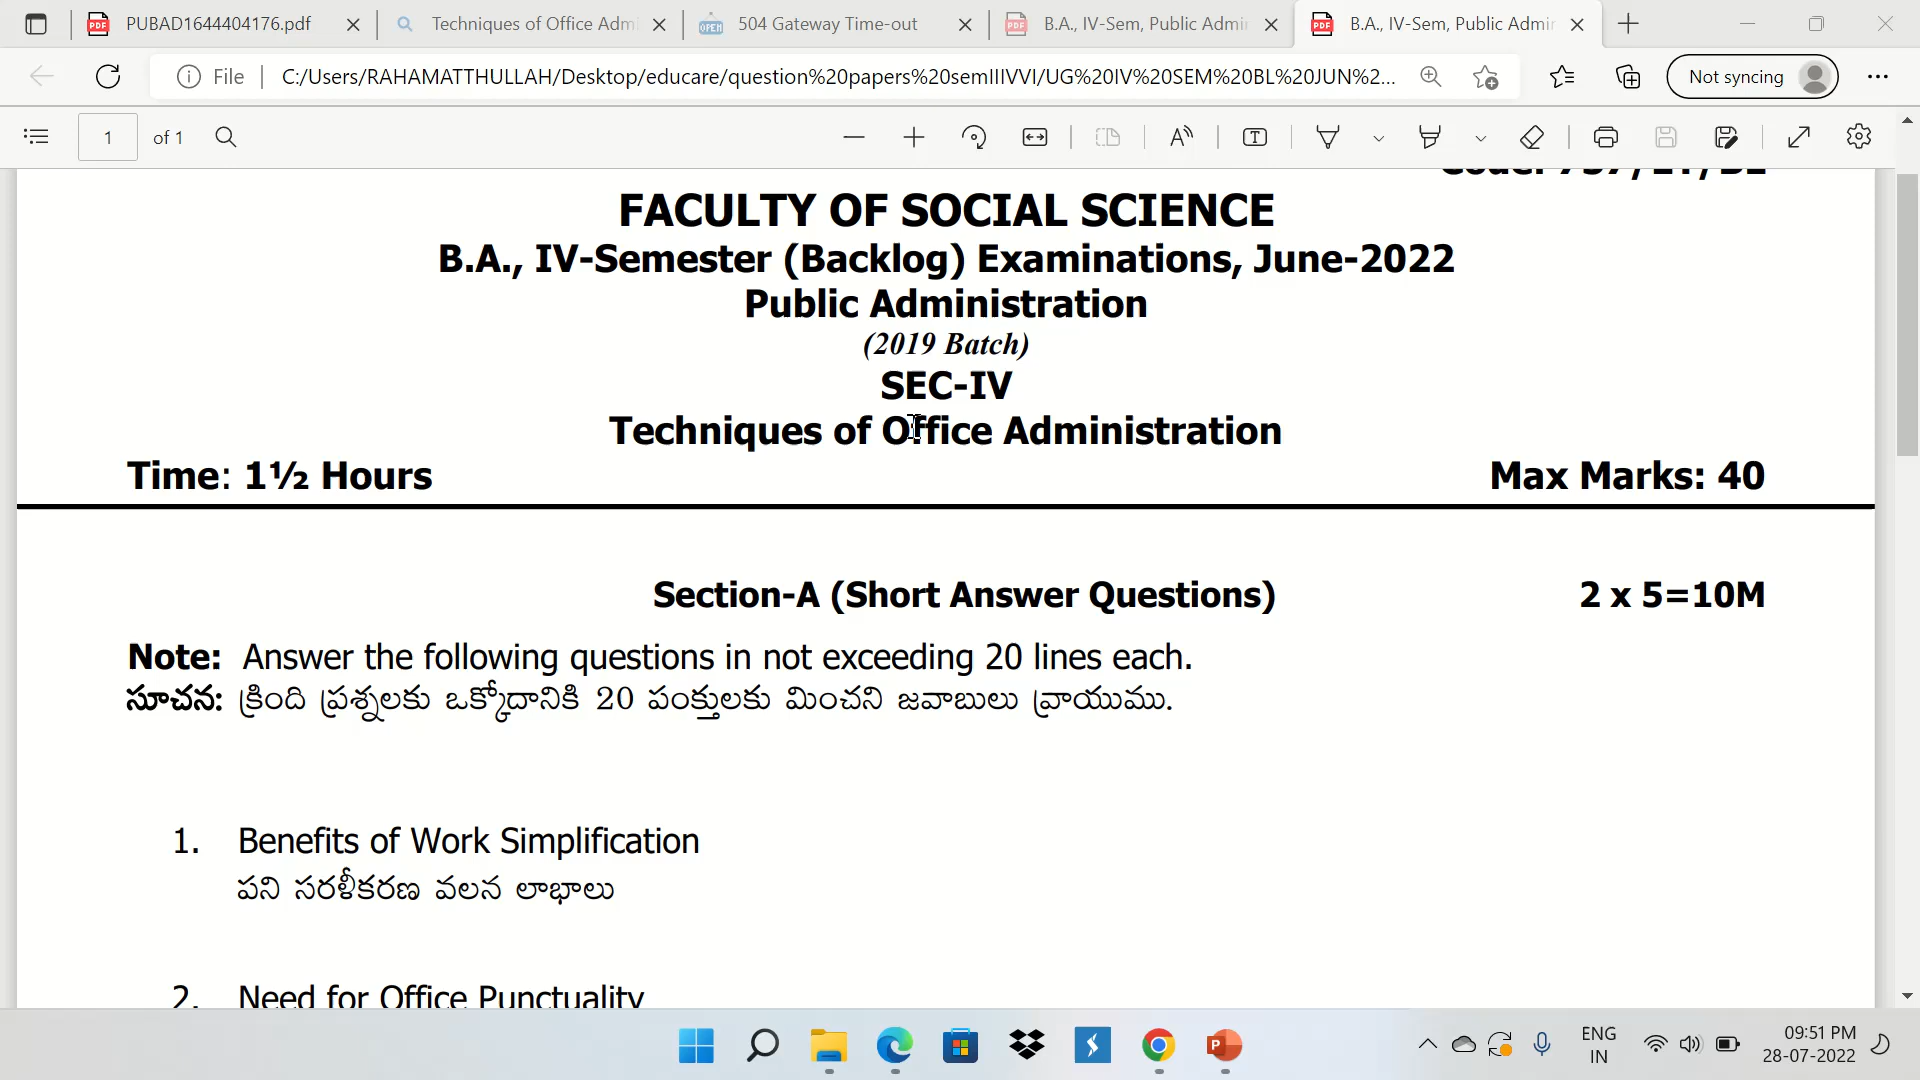 PUBAD1644404176.pdf
Techniques of Office Adm
504 Gateway Time-out
B.A., IV-Sem, Public Admi
B.A., IV-Sem, Public Admir
File
C:/Users/RAHAMATTHULLAH/Desktop/educare/question%20papers%20semIIIVVI/UG%20IV%20SEM%20BL%20JUN%2...
Not syncing
1
of 1
FACULTY OF SOCIAL SCIENCE
B.A., IV-Semester (Backlog) Examinations, June-2022
Public Administration
(2019 Batch)
SEC-IV
Techniques of Office Administration
Time: 1½ Hours
Max Marks: 40
Section-A (Short Answer Questions)
2 x 5=10M
Note: Answer the following questions in not exceeding 20 lines each.
సూచన: క్రింది ప్రశ్నలకు ఒక్కోదానికి 20 పంక్తులకు మించని జవాబులు వ్రాయుము.
1. Benefits of Work Simplification
పని సరళీకరణ వలన లాభాలు
2. Need for Office Punctuality
ENG
IN
09:51 PM
28-07-2022